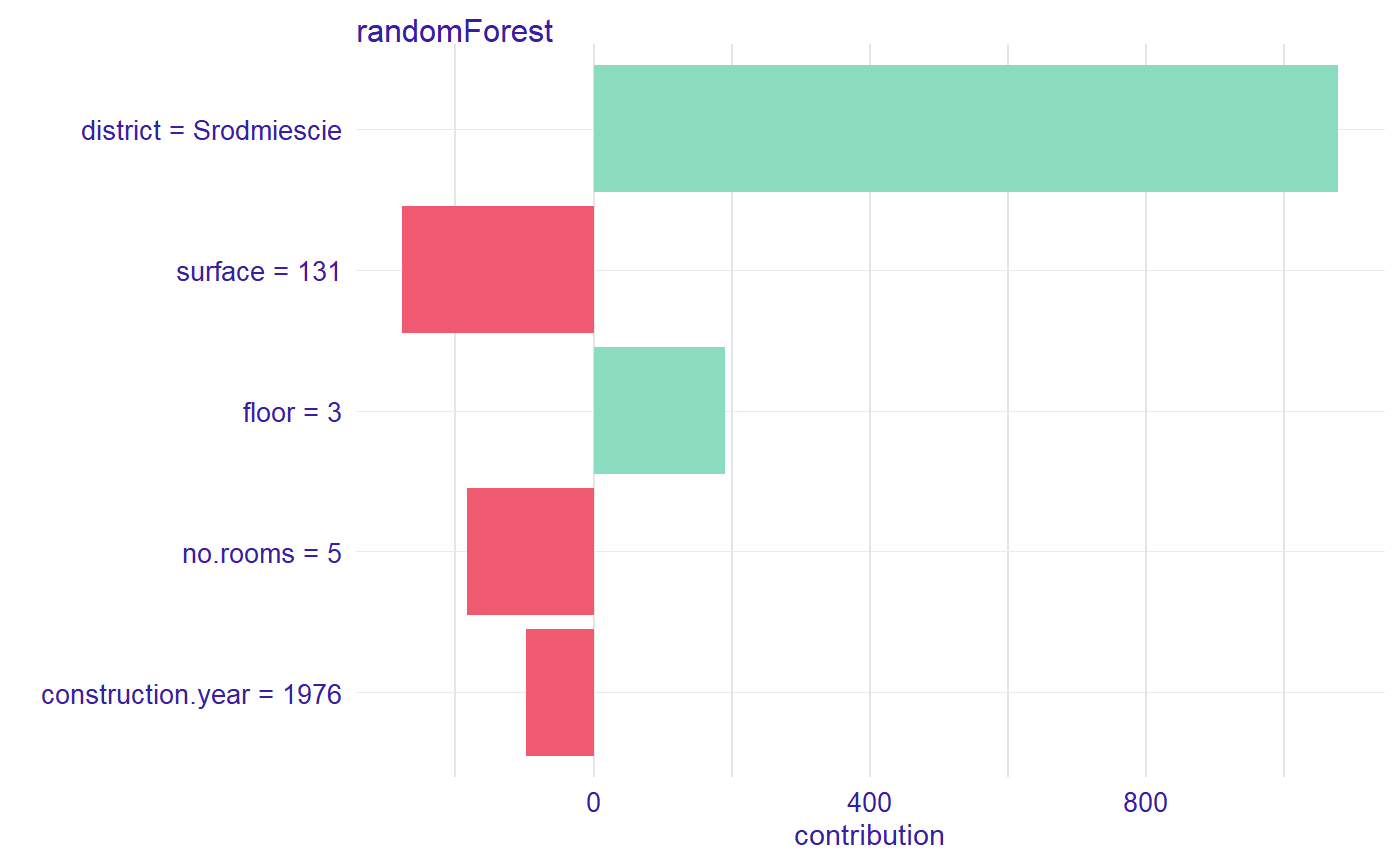 randomForest
district = Srodmiescie
surface = 131
floor = 3
no.rooms = 5
construction.year = 1976
0 400 800
contribution